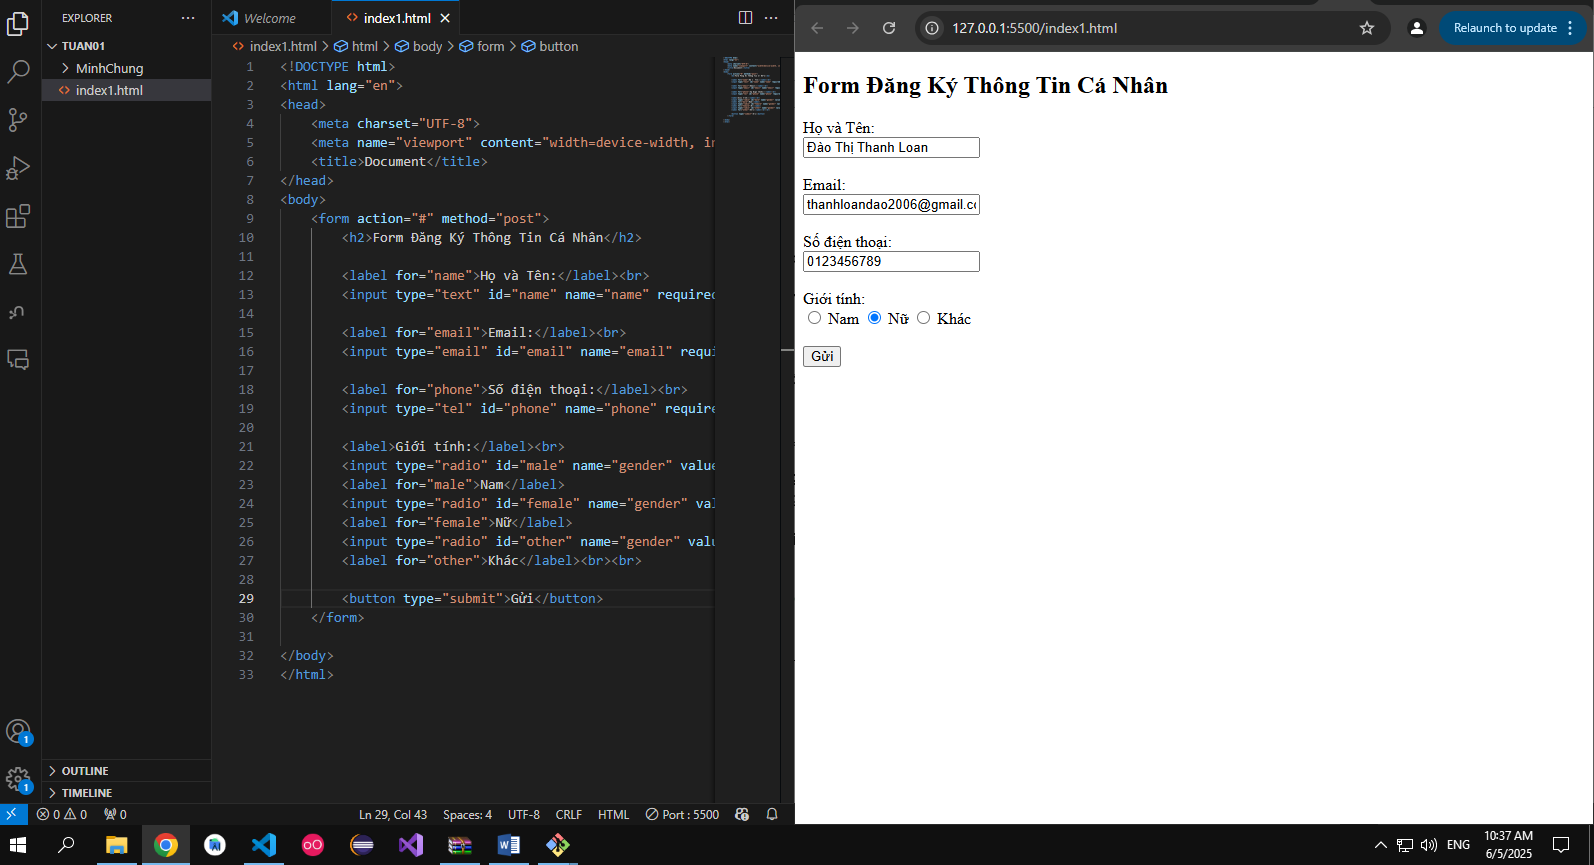 EXPLORER
TUAN01
MinhChung
index1.html
OUTLINE
TIMELINE
Welcome
index1.html
index1.html > html > body > form > button
1 <!DOCTYPE html>
2 <html lang="en">
3 <head>
4 <meta charset="UTF-8">
5 <meta name="viewport" content="width=device-width, in
6 <title>Document</title>
7 </head>
8 <body>
9 <form action="#" method="post">
10 <h2>Form Đăng Ký Thông Tin Cá Nhân</h2>
11
12 <label for="name">Họ và Tên:</label><br>
13 <input type="text" id="name" name="name" required
14
15 <label for="email">Email:</label><br>
16 <input type="email" id="email" name="email" requi
17
18 <label for="phone">Số điện thoại:</label><br>
19 <input type="tel" id="phone" name="phone" require
20
21 <label>Giới tính:</label><br>
22 <input type="radio" id="male" name="gender" value
23 <label for="male">Nam</label>
24 <input type="radio" id="female" name="gender" val
25 <label for="female">Nữ</label>
26 <input type="radio" id="other" name="gender" valu
27 <label for="other">Khác</label><br><br>
28
29 <button type="submit">Gửi</button>
30 </form>
31
32 </body>
33 </html>
1
1
0 0 0 Ln 29, Col 43 Spaces: 4 UTF-8 CRLF HTML Port : 5500
127.0.0.1:5500/index1.html
Relaunch to update
Form Đăng Ký Thông Tin Cá Nhân
Họ và Tên:
Đào Thị Thanh Loan
Email:
thanhloandao2006@gmail.co
Số điện thoại:
0123456789
Giới tính:
Nam Nữ Khác
Gửi
ENG
10:37 AM
6/5/2025